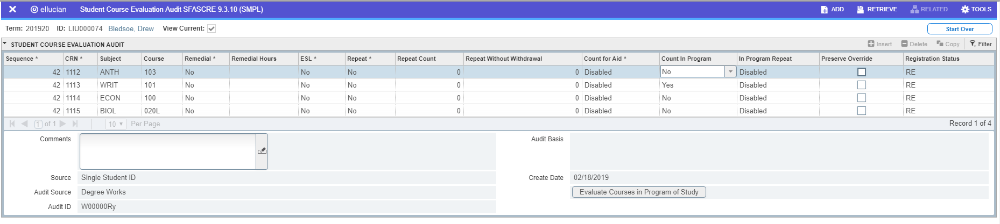 ellucian Student Course Evaluation Audit SFASCRE 9.3.10 (SMPL) ADD RETRIEVE RELATED TOOLS
Term: 201920 ID: LIU000074 Bledsoe, Drew View Current: Start Over
STUDENT COURSE EVALUATION AUDIT Insert Delete Copy Filter
Sequence * CRN * Subject Course Remedial * Remedial Hours ESL * Repeat * Repeat Count Repeat Without Withdrawal Count for Aid * Count In Program In Program Repeat Preserve Override Registration Status
42 1112 ANTH 103 No No No 0 0 Disabled No Disabled RE
42 1113 WRIT 101 No No No 0 0 Disabled Yes Disabled RE
42 1114 ECON 100 No No No 0 0 Disabled No Disabled RE
42 1115 BIOL 020L No No No 0 0 Disabled No Disabled RE
1 of 1 10 Per Page Record 1 of 4
Comments Audit Basis
Source Single Student ID Create Date 02/18/2019
Audit Source Degree Works Evaluate Courses in Program of Study
Audit ID W00000Ry